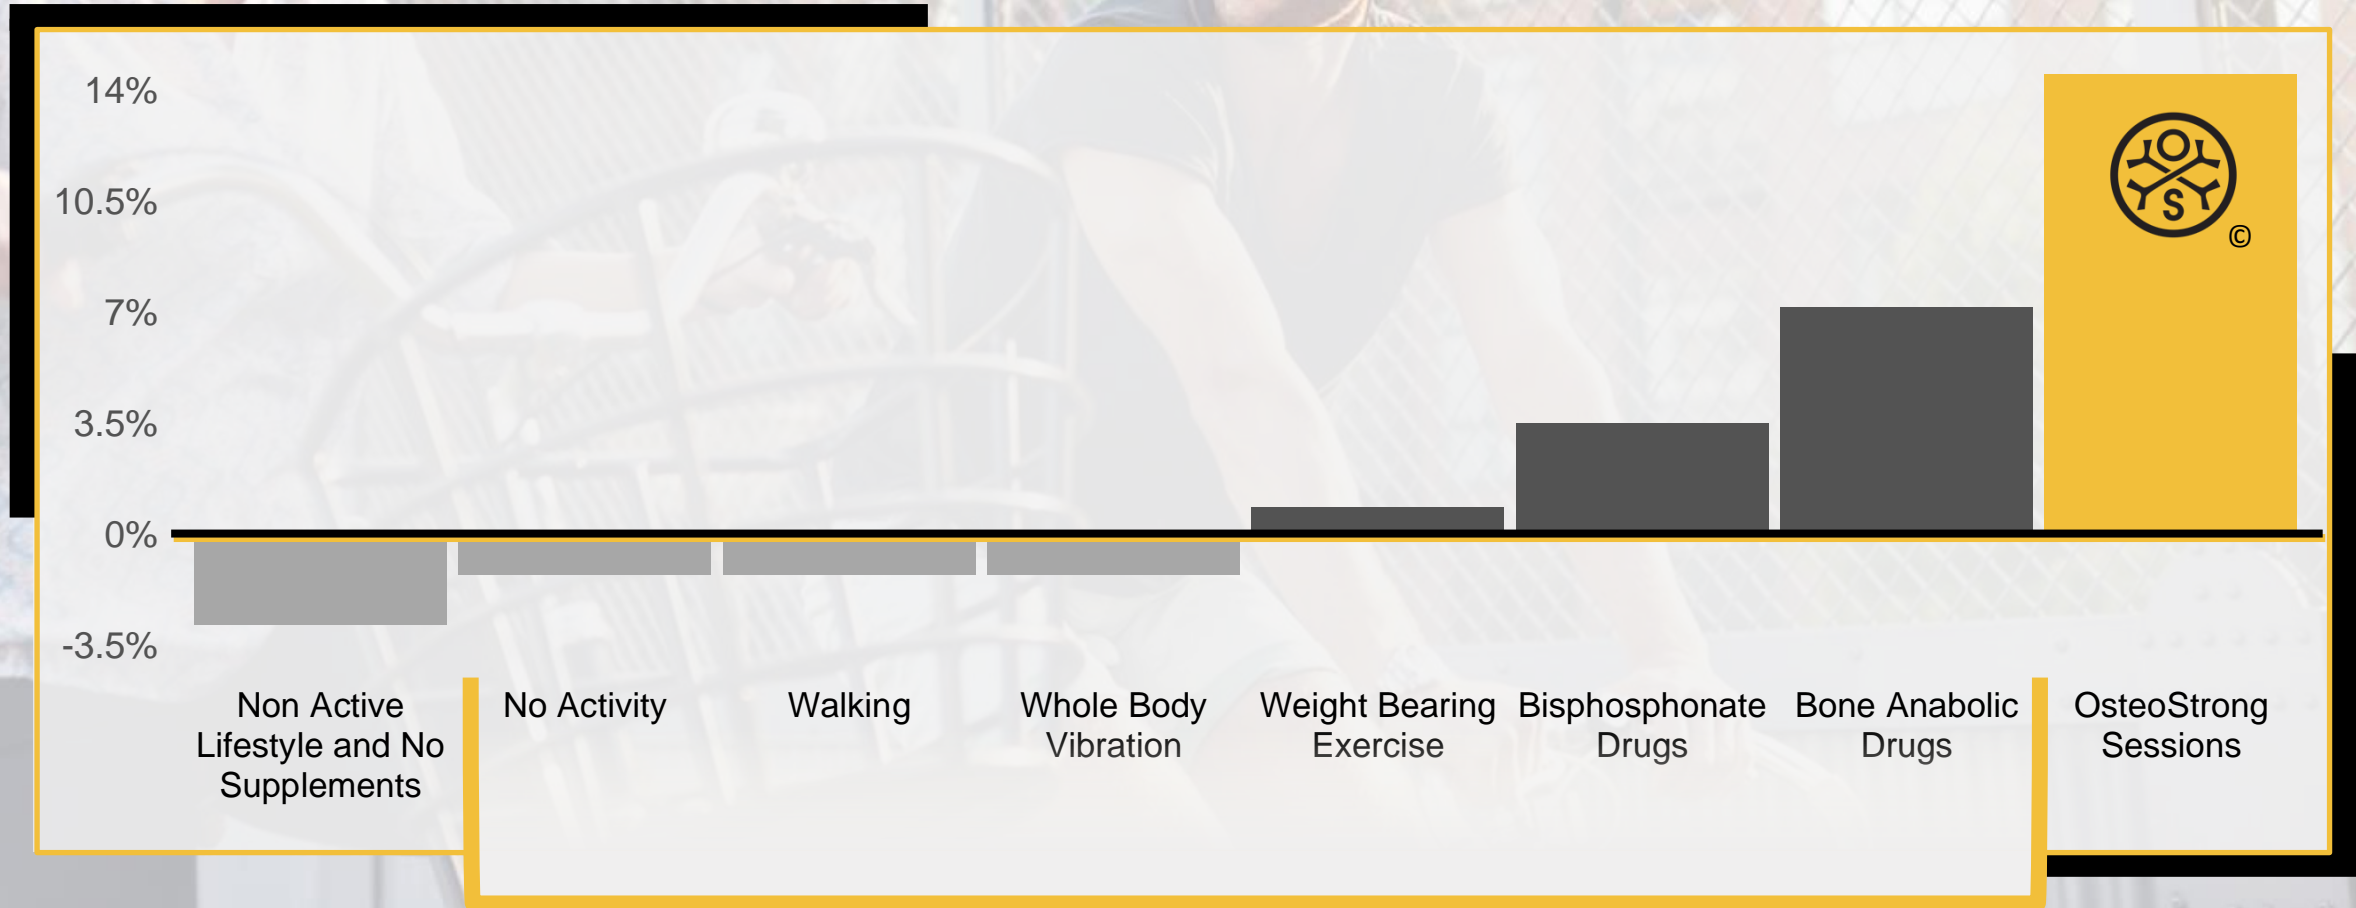 14%
10.5%
7%
3.5%
0%
-3.5%
O
S
©
Non Active
Lifestyle and No
Supplements
No Activity
Walking
Whole Body
Vibration
Weight Bearing
Exercise
Bisphosphonate
Drugs
Bone Anabolic
Drugs
OsteoStrong
Sessions